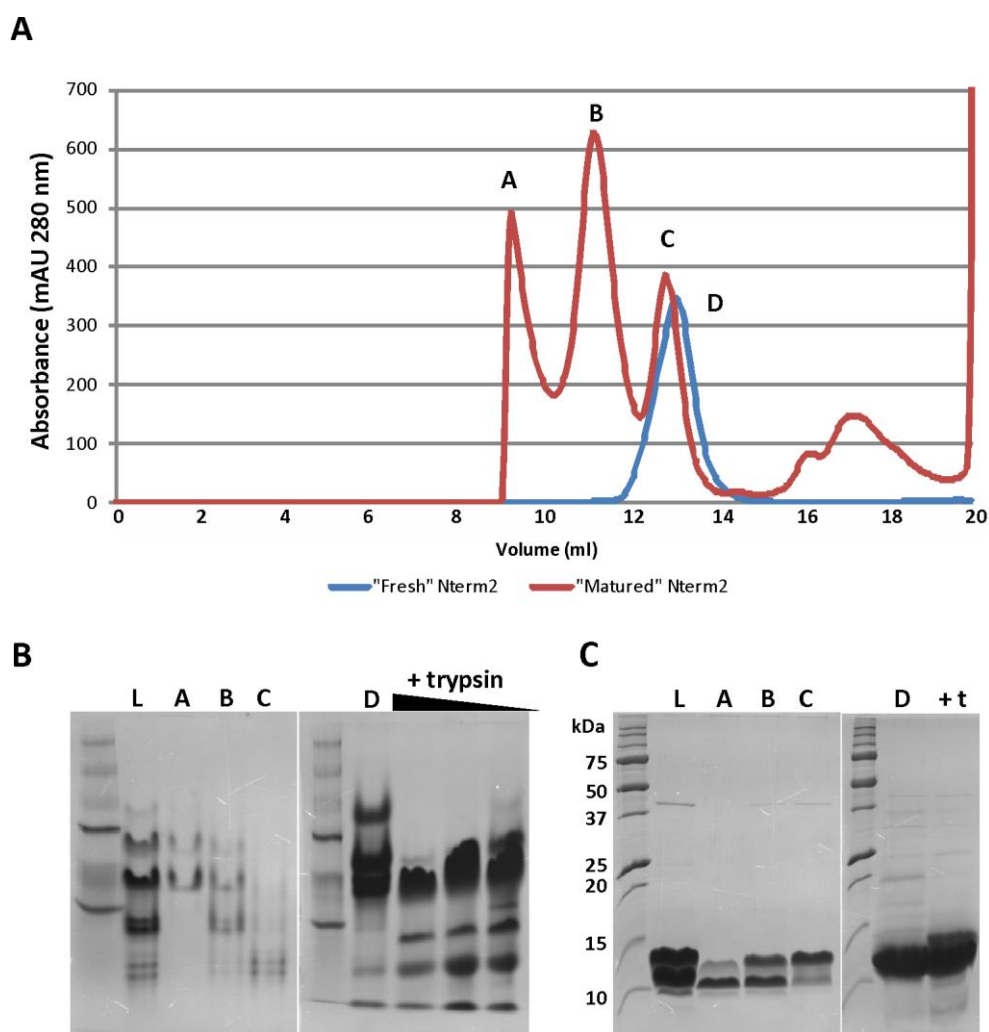 A
700
600
500
400
300
200
100
0
Absorbance (mAU 280 nm)
A
B
C
D
0 2 4 6 8 10 12 14 16 18 20
Volume (ml)
"Fresh" Nterm2 "Matured" Nterm2
B
+ trypsin
L A B C D
C
kDa L A B C D + t
75
50
37
25
20
15
10